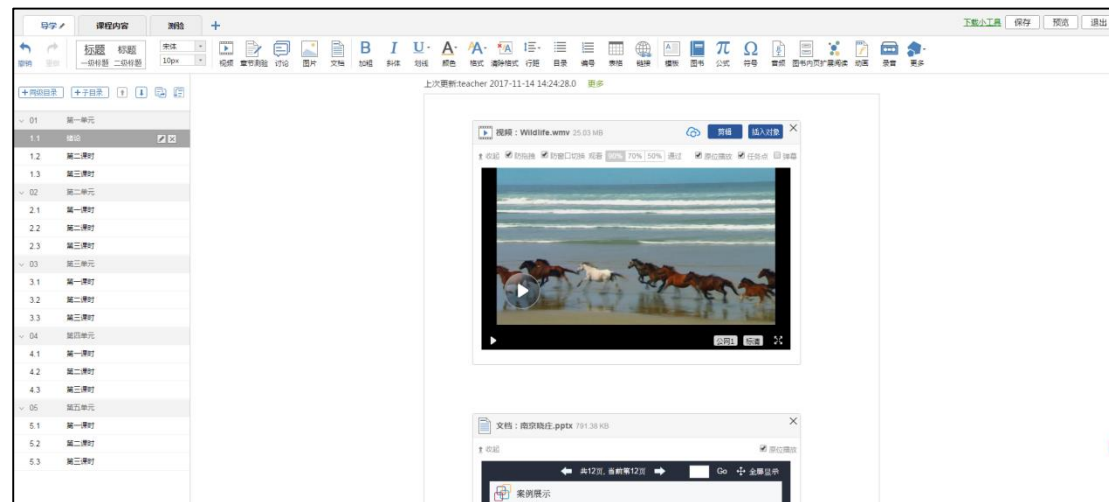 导学 课程内容 测验 +
下载小工具 保存 预览 退出
撤销 重做 标题 一级标题 标题 二级标题 宋体 10px
视频 章节测验 讨论 图片 文档 B 加粗 I 斜体 U 划线 A 颜色 A 格式 清除格式 行距 目录 编号 表格 链接 模板 图书 π 公式 Ω 符号 音频 图书内页 扩展阅读 动画 录音 更多
上次更新:teacher 2017-11-14 14:24:28.0 更多
+同级目录 +子目录
01 第一单元
1.1 绪论
1.2 第二课时
1.3 第三课时
02 第二单元
2.1 第一课时
2.2 第二课时
2.3 第三课时
03 第三单元
3.1 第一课时
3.2 第二课时
3.3 第三课时
04 第四单元
4.1 第一课时
4.2 第二课时
4.3 第三课时
05 第五单元
5.1 第一课时
5.2 第二课时
5.3 第三课时
视频：Wildlife.wmv 25.03 MB 剪辑 插入对象
收起 防拖拽 防窗口切换 观看 90% 70% 50% 通过 原位播放 任务点 弹幕
公网1 标清
文档：南京晓庄.pptx 791.38 KB
收起 原位播放
共12页, 当前第12页 Go 全屏显示
案例展示